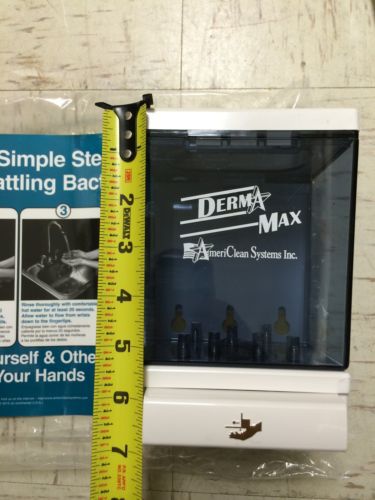 Simple Ste
attling Bac
3
Rinse thoroughly with comfortable
hot water for at least 20 seconds.
Allow water to flow from wrists
down to the fingertips.
urself & Othe
Your Hands
2
DEWALT
3
4
5
6
7
8
DERMA
MAX
AmeriClean Systems Inc.